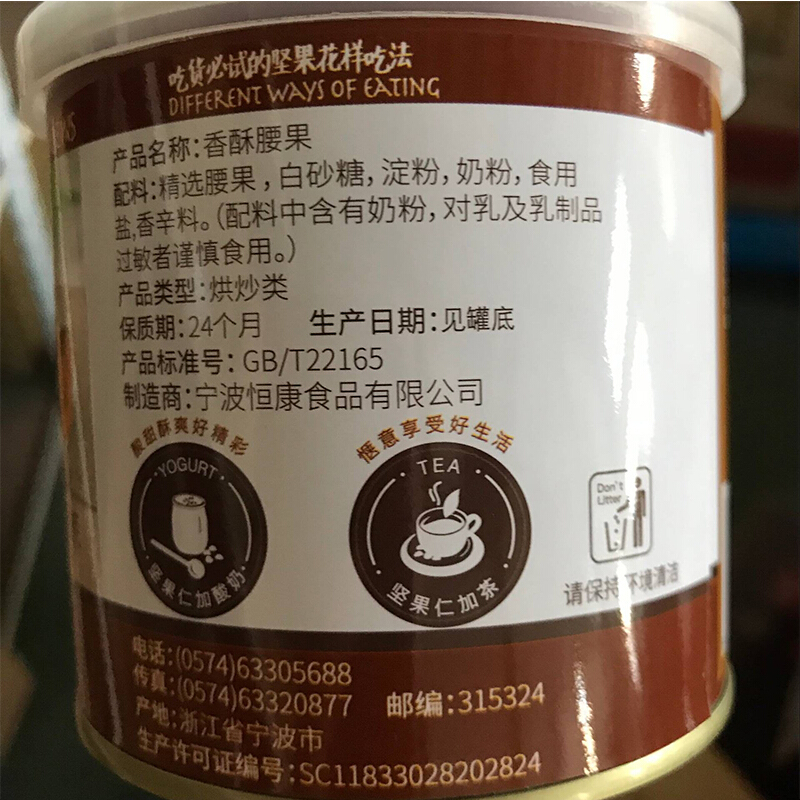 吃货必试的坚果花样吃法
DIFFERENT WAYS OF EATING
产品名称:香酥腰果
配料:精选腰果，白砂糖，淀粉，奶粉，食用
盐,香辛料。(配料中含有奶粉，对乳及乳制品
过敏者谨慎食用。)
产品类型:烘炒类
保质期:24个月 生产日期:见罐底
产品标准号: GB/T22165
制造商:宁波恒康食品有限公司
酸甜酥爽好精彩
·YOGURT·
坚果仁加酸奶
惬意享受好生活
· TEA ·
坚果仁加茶
Don't
Litter
请保持环境清洁
电话:(0574)63305688
传真:(0574)63320877 邮编:315324
产地:浙江省宁波市
生产许可证编号:SC11833028202824